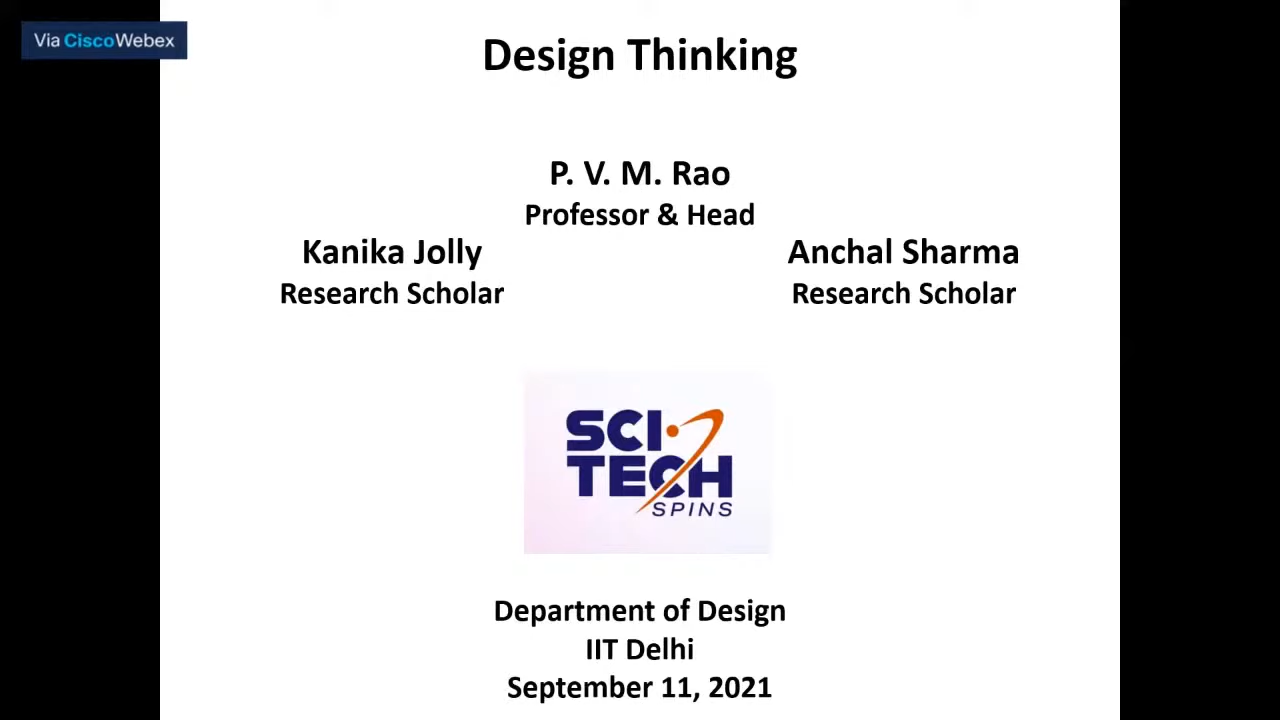 Via CiscoWebex
Design Thinking
P. V. M. Rao
Professor & Head
Kanika Jolly
Research Scholar
Anchal Sharma
Research Scholar
SCI
TECH
SPINS
Department of Design
IIT Delhi
September 11, 2021